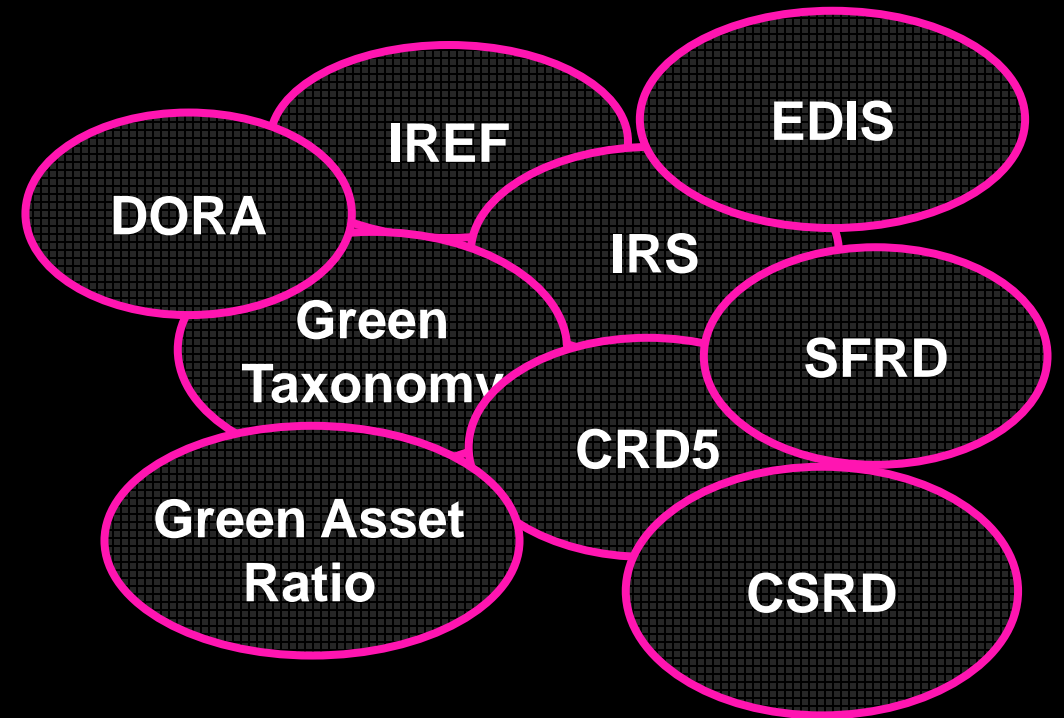 EDIS
IREF
DORA
IRS
Green
Taxonomy
SFRD
CRD5
Green Asset
Ratio
CSRD